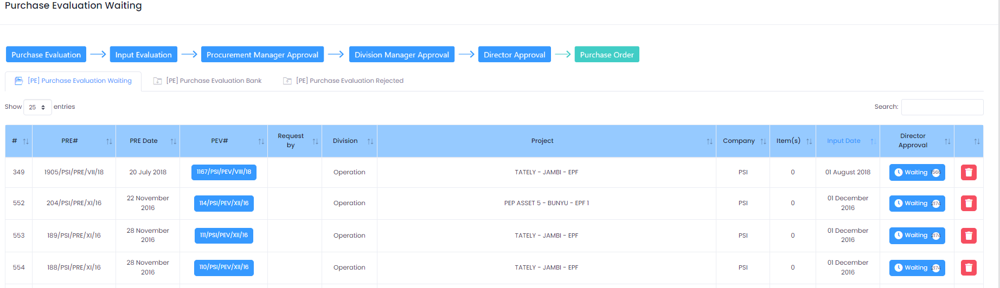 Purchase Evaluation Waiting
Purchase Evaluation Input Evaluation Procurement Manager Approval Division Manager Approval Director Approval Purchase Order
[PE] Purchase Evaluation Waiting [PE] Purchase Evaluation Bank [PE] Purchase Evaluation Rejected
Show 25 entries Search:
# PRE# PRE Date PEV# Request by Division Project Company Item(s) Input Date Director Approval
349 1905/PSI/PRE/VII/18 20 July 2018 1167/PSI/PEV/VIII/18 Operation TATELY - JAMBI - EPF PSI 0 01 August 2018 Waiting 1566
552 204/PSI/PRE/XI/16 22 November 2016 114/PSI/PEV/XII/16 Operation PEP ASSET 5 - BUNYU - EPF 1 PSI 0 01 December 2016 Waiting 2174
553 189/PSI/PRE/XI/16 28 November 2016 111/PSI/PEV/XII/16 Operation TATELY - JAMBI - EPF PSI 0 01 December 2016 Waiting 2174
554 188/PSI/PRE/XI/16 28 November 2016 110/PSI/PEV/XII/16 Operation TATELY - JAMBI - EPF PSI 0 01 December 2016 Waiting 2174